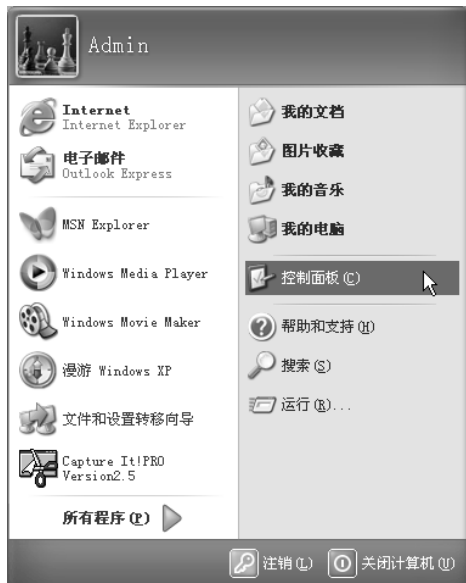 Admin
Internet
Internet Explorer
电子邮件
Outlook Express
MSN Explorer
Windows Media Player
Windows Movie Maker
漫游 Windows XP
文件和设置转移向导
Capture It!PRO
Version2.5
所有程序(P)
我的文档
图片收藏
我的音乐
我的电脑
控制面板(C)
帮助和支持(H)
搜索(S)
运行(R)...
注销(L)
关闭计算机(U)